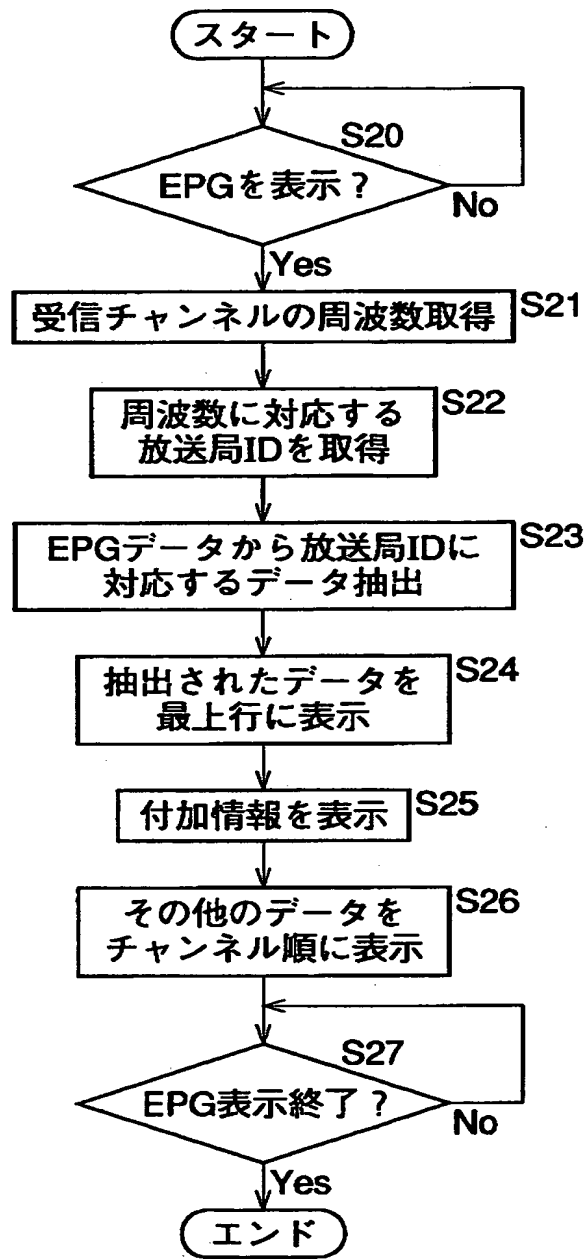 スタート
S20
EPGを表示？
No
Yes
受信チャンネルの周波数取得
S21
周波数に対応する
放送局IDを取得
S22
EPGデータから放送局IDに
対応するデータ抽出
S23
抽出されたデータを
最上行に表示
S24
付加情報を表示
S25
その他のデータを
チャンネル順に表示
S26
S27
EPG表示終了？
No
Yes
エンド